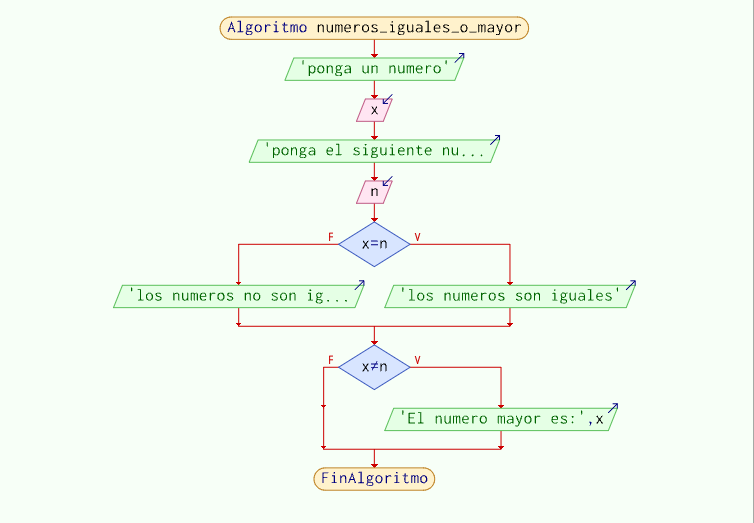 Algoritmo numeros_iguales_o_mayor
'ponga un numero'
x
'ponga el siguiente nu...
n
x=n
F
V
'los numeros no son ig...
'los numeros son iguales'
x≠n
F
V
'El numero mayor es:',x
FinAlgoritmo